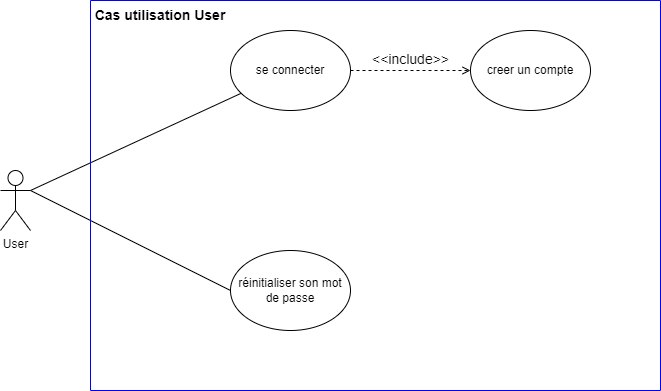 Cas utilisation User
<<include>>
se connecter
creer un compte
User
réinitialiser son mot
de passe